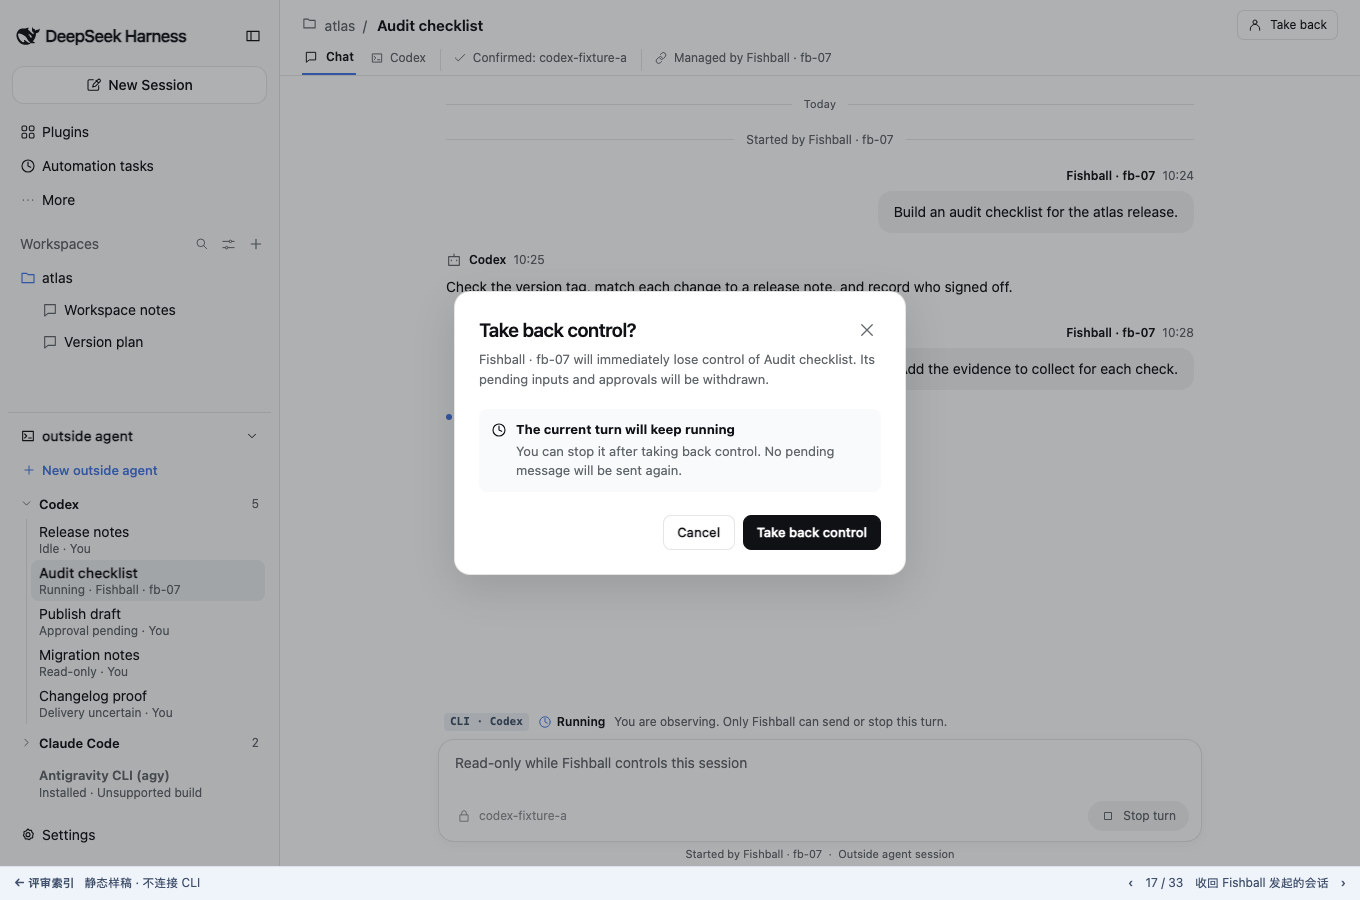 DeepSeek Harness
New Session
Plugins
Automation tasks
More
Workspaces
atlas
Workspace notes
Version plan
outside agent
New outside agent
Codex 5
Release notes
Idle · You
Audit checklist
Running · Fishball · fb-07
Publish draft
Approval pending · You
Migration notes
Read-only · You
Changelog proof
Delivery uncertain · You
Claude Code 2
Antigravity CLI (agy)
Installed · Unsupported build
Settings
atlas / Audit checklist
Take back
Chat
Codex
Confirmed: codex-fixture-a
Managed by Fishball · fb-07
Today
Started by Fishball · fb-07
Fishball · fb-07 10:24
Build an audit checklist for the atlas release.
Codex 10:25
Check the version tag, match each change to a release note, and record who signed off.
Fishball · fb-07 10:28
Add the evidence to collect for each check.
Take back control?
Fishball · fb-07 will immediately lose control of Audit checklist. Its
pending inputs and approvals will be withdrawn.
The current turn will keep running
You can stop it after taking back control. No pending
message will be sent again.
Cancel
Take back control
CLI · Codex
Running
You are observing. Only Fishball can send or stop this turn.
Read-only while Fishball controls this session
codex-fixture-a
Stop turn
Started by Fishball · fb-07 · Outside agent session
← 评审索引 静态样稿 · 不连接 CLI
‹ 17 / 33 收回 Fishball 发起的会话 ›